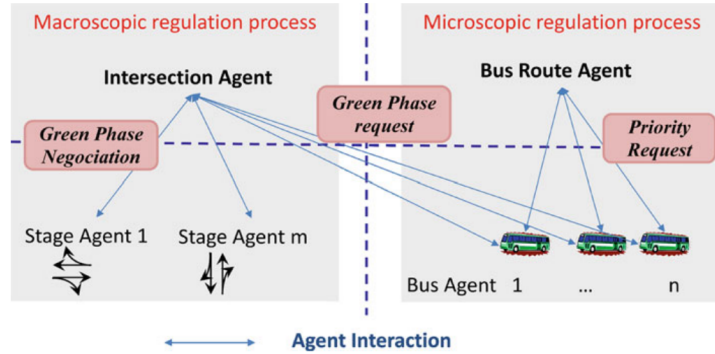 Macroscopic regulation process
Microscopic regulation process
Intersection Agent
Bus Route Agent
Green Phase
request
Green Phase
Negociation
Priority
Request
Stage Agent 1
Stage Agent m
Bus Agent 1 ... n
Agent Interaction